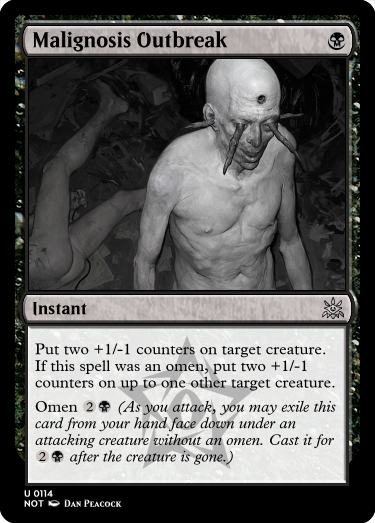 Malignosis Outbreak
Instant
Put two +1/-1 counters on target creature.
If this spell was an omen, put two +1/-1
counters on up to one other target creature.
Omen 2 (As you attack, you may exile this
card from your hand face down under an
attacking creature without an omen. Cast it for
2 after the creature is gone.)
U 0114
NOT DAN PEACOCK